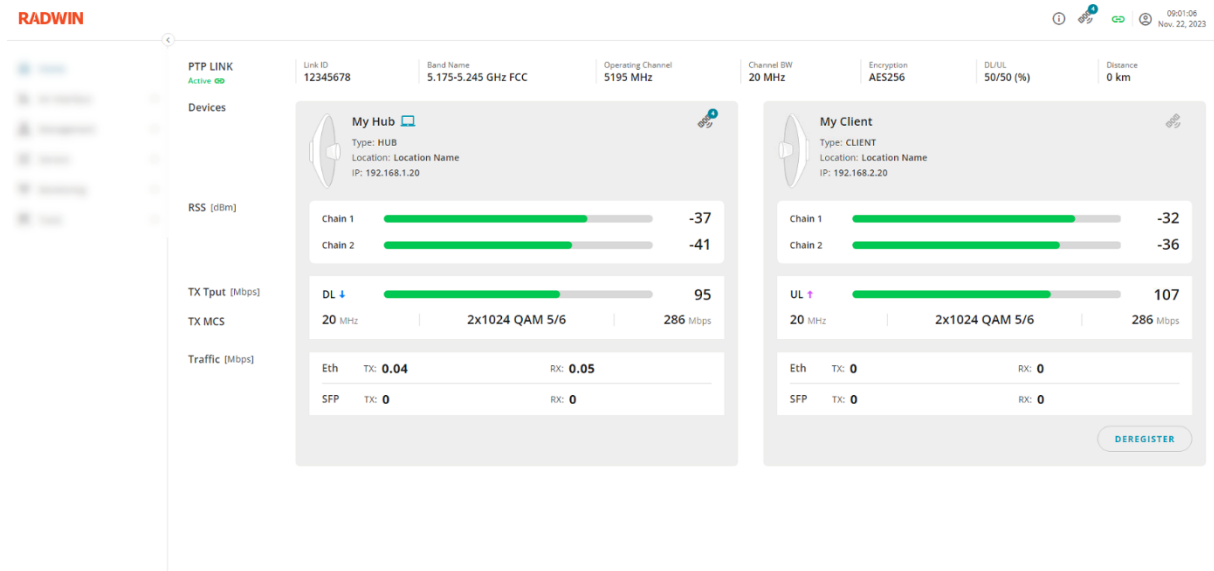 RADWIN
4
09:01:06
Nov. 22, 2023
PTP LINK
Active
Link ID
12345678
Band Name
5.175-5.245 GHz FCC
Operating Channel
5195 MHz
Channel BW
20 MHz
Encryption
AES256
DL/UL
50/50 (%)
Distance
0 km
Devices
My Hub
4
Type: HUB
Location: Location Name
IP: 192.168.1.20
My Client
Type: CLIENT
Location: Location Name
IP: 192.168.2.20
RSS [dBm]
Chain 1 -37
Chain 2 -41
Chain 1 -32
Chain 2 -36
TX Tput [Mbps]
DL ↓ 95
UL ↑ 107
TX MCS
20 MHz 2x1024 QAM 5/6 286 Mbps
20 MHz 2x1024 QAM 5/6 286 Mbps
Traffic [Mbps]
Eth TX: 0.04 RX: 0.05
SFP TX: 0 RX: 0
Eth TX: 0 RX: 0
SFP TX: 0 RX: 0
DEREGISTER